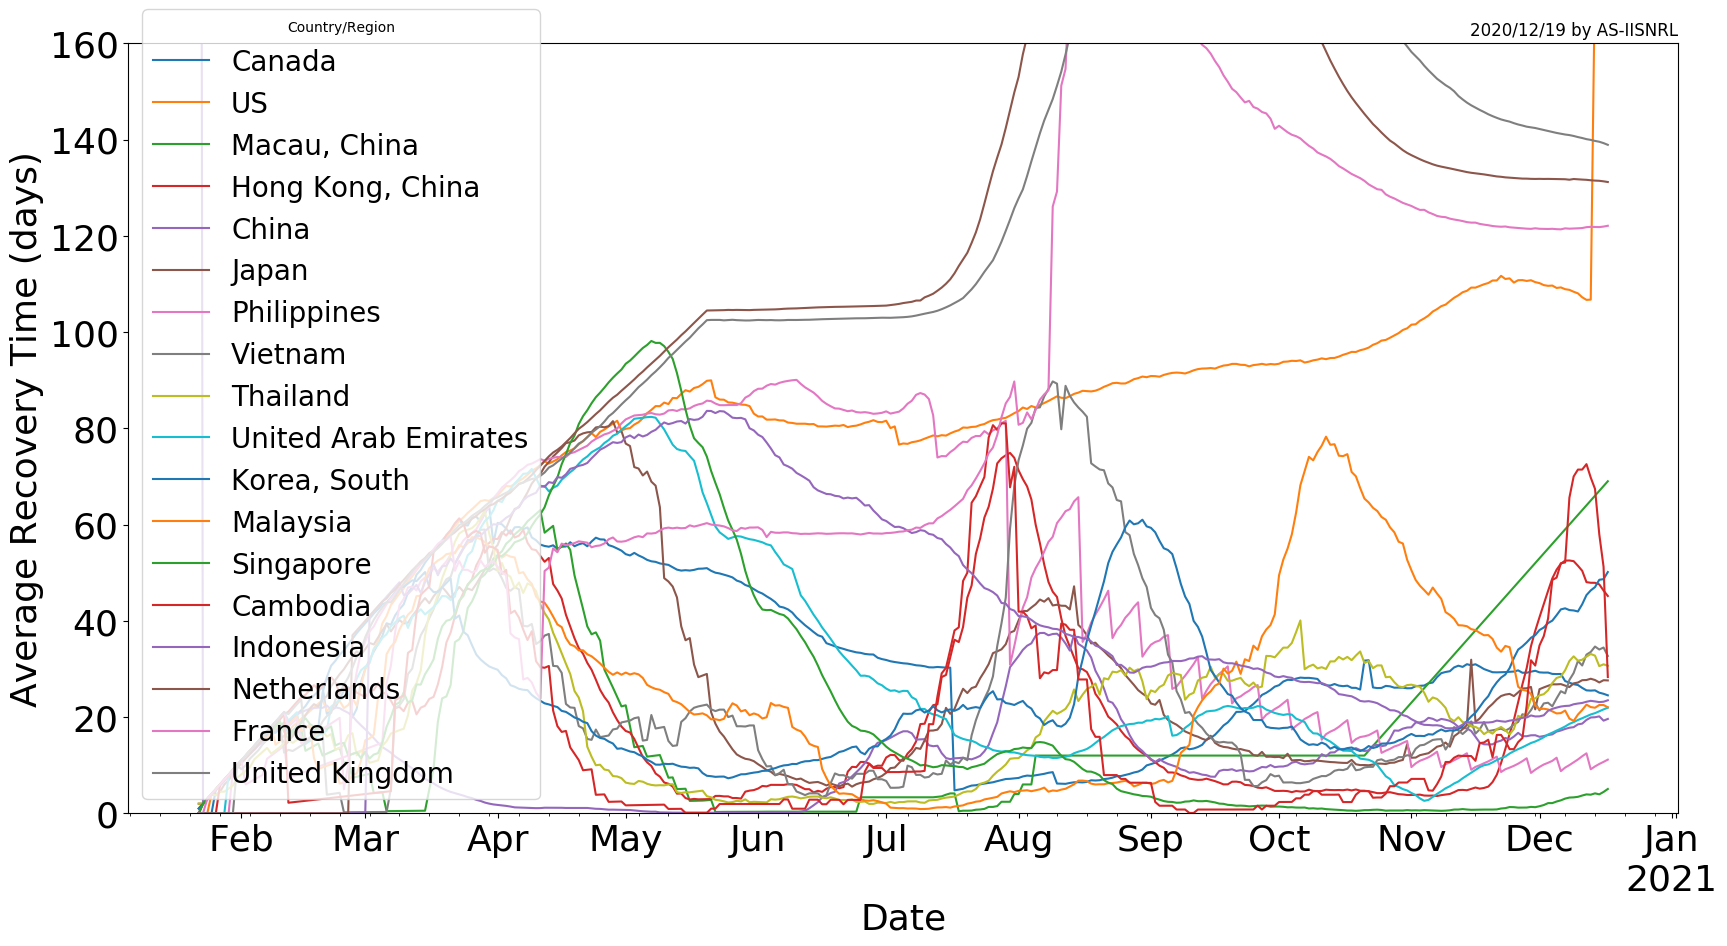 Country/Region
2020/12/19 by AS-IISNRL
Canada
US
Macau, China
Hong Kong, China
China
Japan
Philippines
Vietnam
Thailand
United Arab Emirates
Korea, South
Malaysia
Singapore
Cambodia
Indonesia
Netherlands
France
United Kingdom
Average Recovery Time (days)
160
140
120
100
80
60
40
20
0
Feb
Mar
Apr
May
Jun
Jul
Aug
Sep
Oct
Nov
Dec
Jan
2021
Date